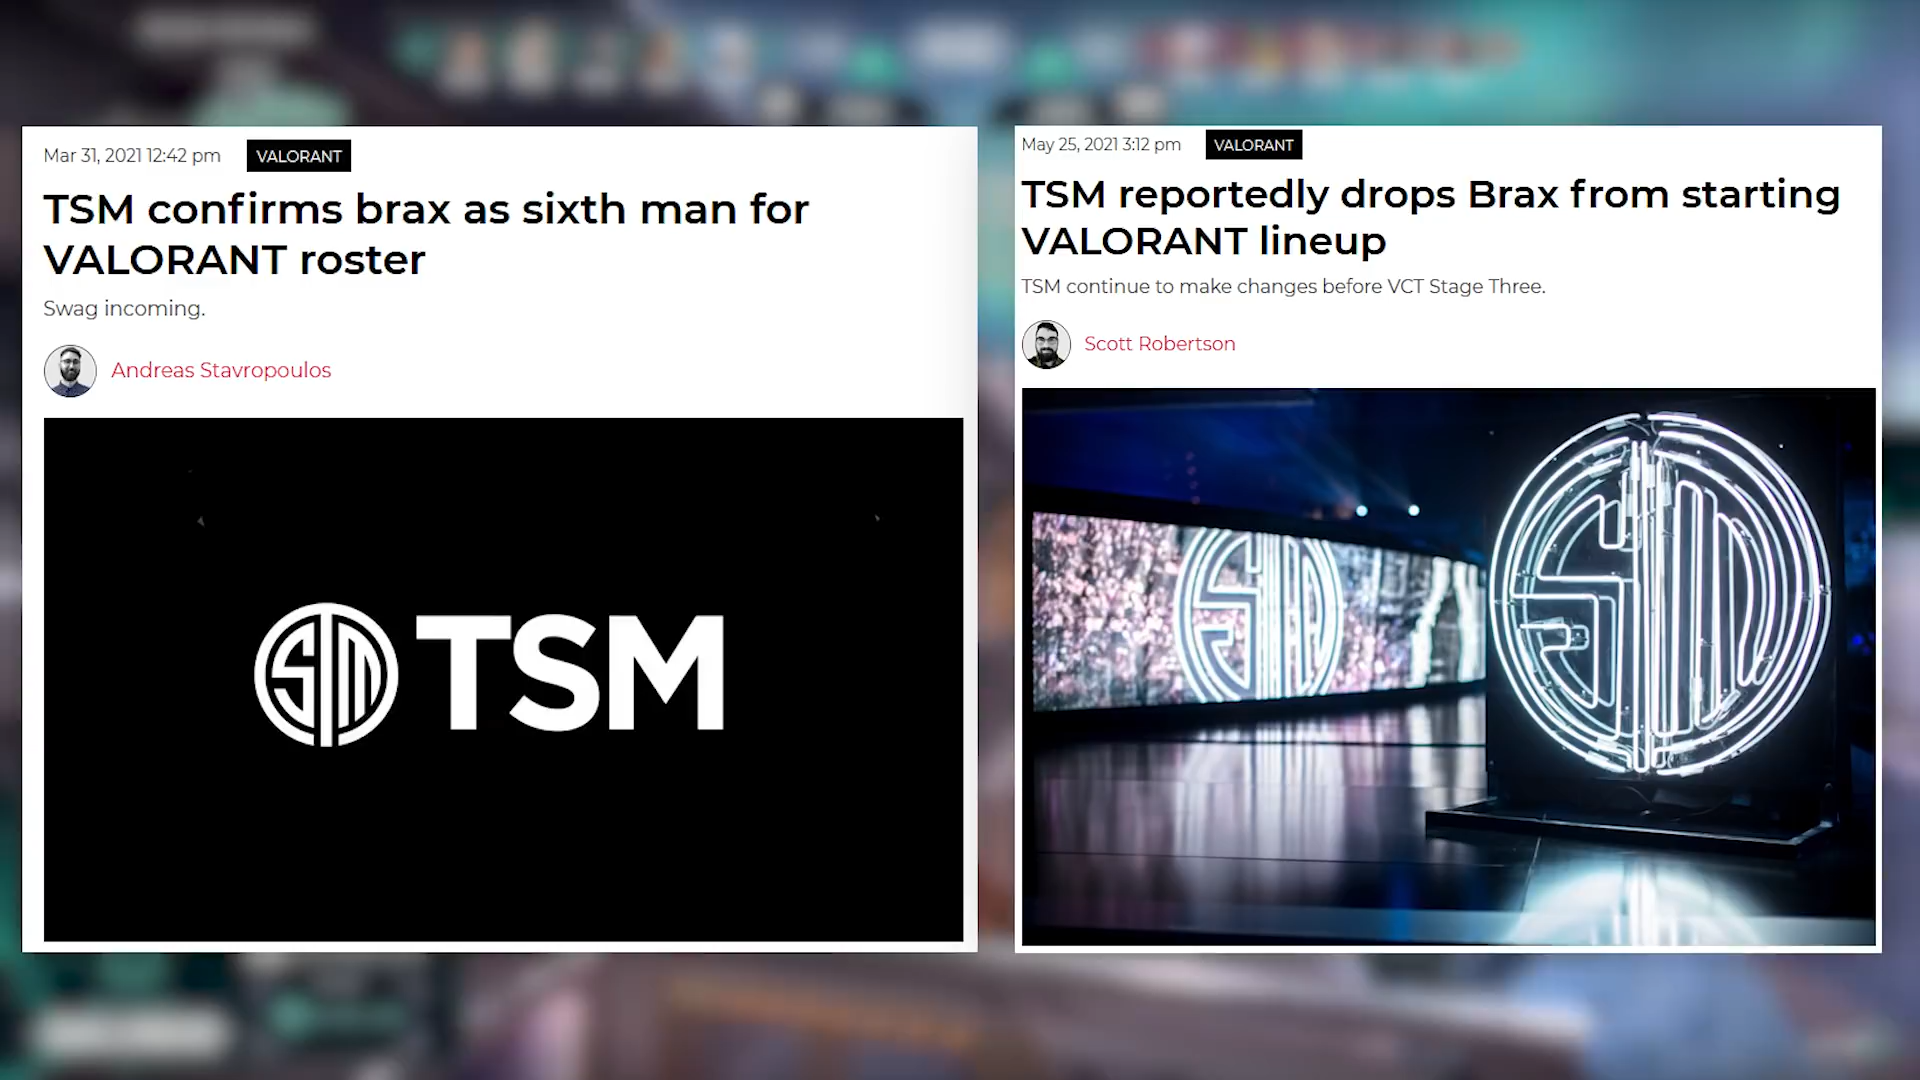 Mar 31, 2021 12:42 pm
VALORANT
TSM confirms brax as sixth man for
VALORANT roster
Swag incoming.
Andreas Stavropoulos
TSM
May 25, 2021 3:12 pm
VALORANT
TSM reportedly drops Brax from starting
VALORANT lineup
TSM continue to make changes before VCT Stage Three.
Scott Robertson